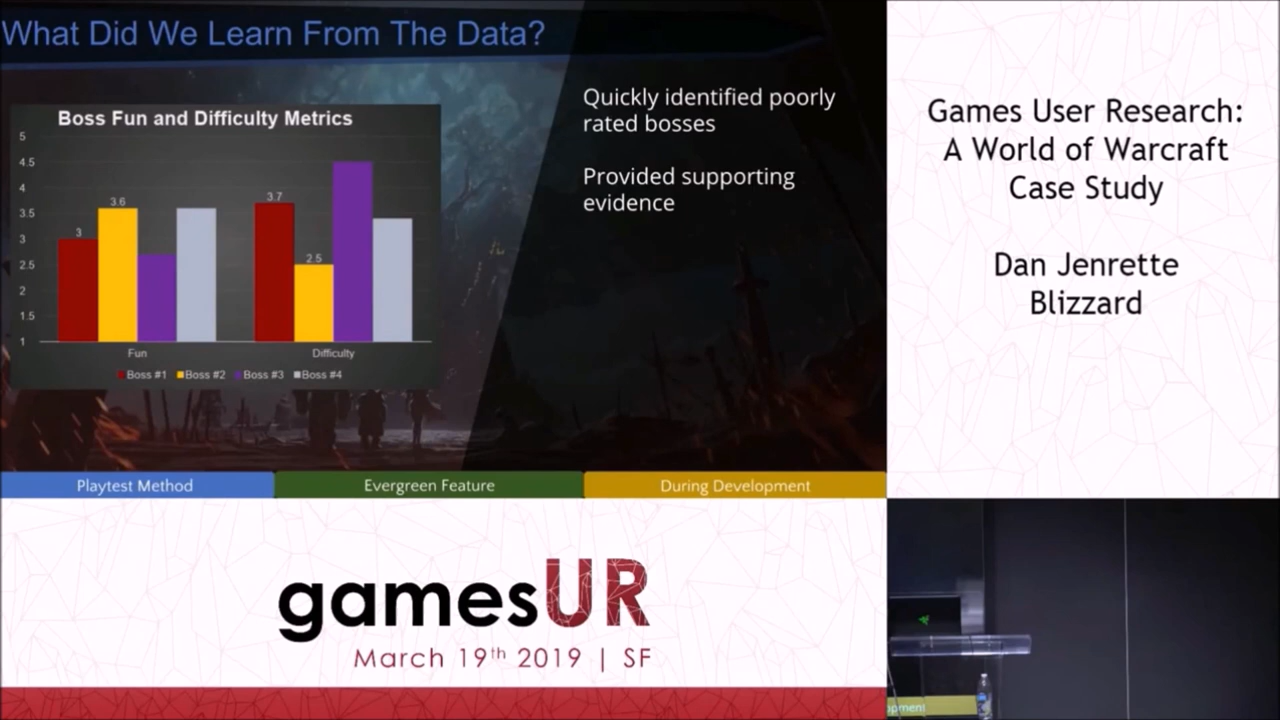 What Did We Learn From The Data?
Boss Fun and Difficulty Metrics
5
4.5
4
3.5
3
2.5
2
1.5
1
3
3.6
3.7
2.5
Fun
Difficulty
Boss #1 Boss #2 Boss #3 Boss #4
Quickly identified poorly
rated bosses
Provided supporting
evidence
Playtest Method
Evergreen Feature
During Development
Games User Research:
A World of Warcraft
Case Study
Dan Jenrette
Blizzard
gamesUR
March 19th 2019 | SF
opment